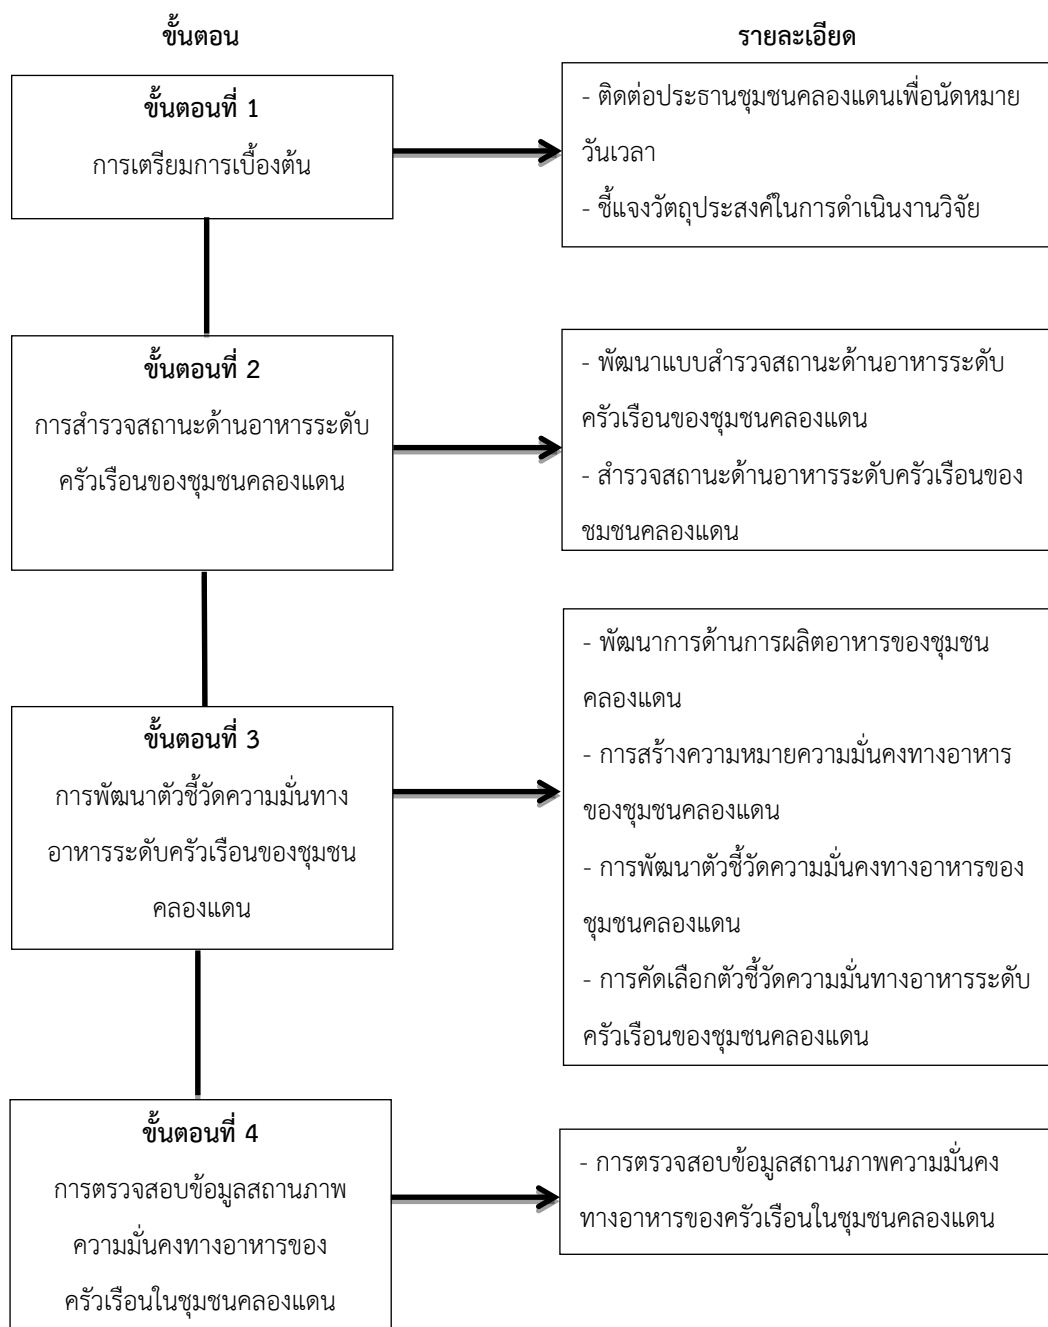 ขั้นตอน
รายละเอียด
ขั้นตอนที่ 1
การเตรียมการเบื้องต้น
- ติดต่อประธานชุมชนคลองแดนเพื่อนัดหมาย
วันเวลา
- ชี้แจงวัตถุประสงค์ในการดำเนินงานวิจัย
ขั้นตอนที่ 2
การสำรวจสถานะด้านอาหารระดับ
ครัวเรือนของชุมชนคลองแดน
- พัฒนาแบบสำรวจสถานะด้านอาหารระดับ
ครัวเรือนของชุมชนคลองแดน
- สำรวจสถานะด้านอาหารระดับครัวเรือนของ
ชุมชนคลองแดน
ขั้นตอนที่ 3
การพัฒนาตัวชี้วัดความมั่นทาง
อาหารระดับครัวเรือนของชุมชน
คลองแดน
- พัฒนาการด้านการผลิตอาหารของชุมชน
คลองแดน
- การสร้างความหมายความมั่นคงทางอาหาร
ของชุมชนคลองแดน
- การพัฒนาตัวชี้วัดความมั่นคงทางอาหารของ
ชุมชนคลองแดน
- การคัดเลือกตัวชี้วัดความมั่นทางอาหารระดับ
ครัวเรือนของชุมชนคลองแดน
ขั้นตอนที่ 4
การตรวจสอบข้อมูลสถานภาพ
ความมั่นคงทางอาหารของ
ครัวเรือนในชุมชนคลองแดน
- การตรวจสอบข้อมูลสถานภาพความมั่นคง
ทางอาหารของครัวเรือนในชุมชนคลองแดน